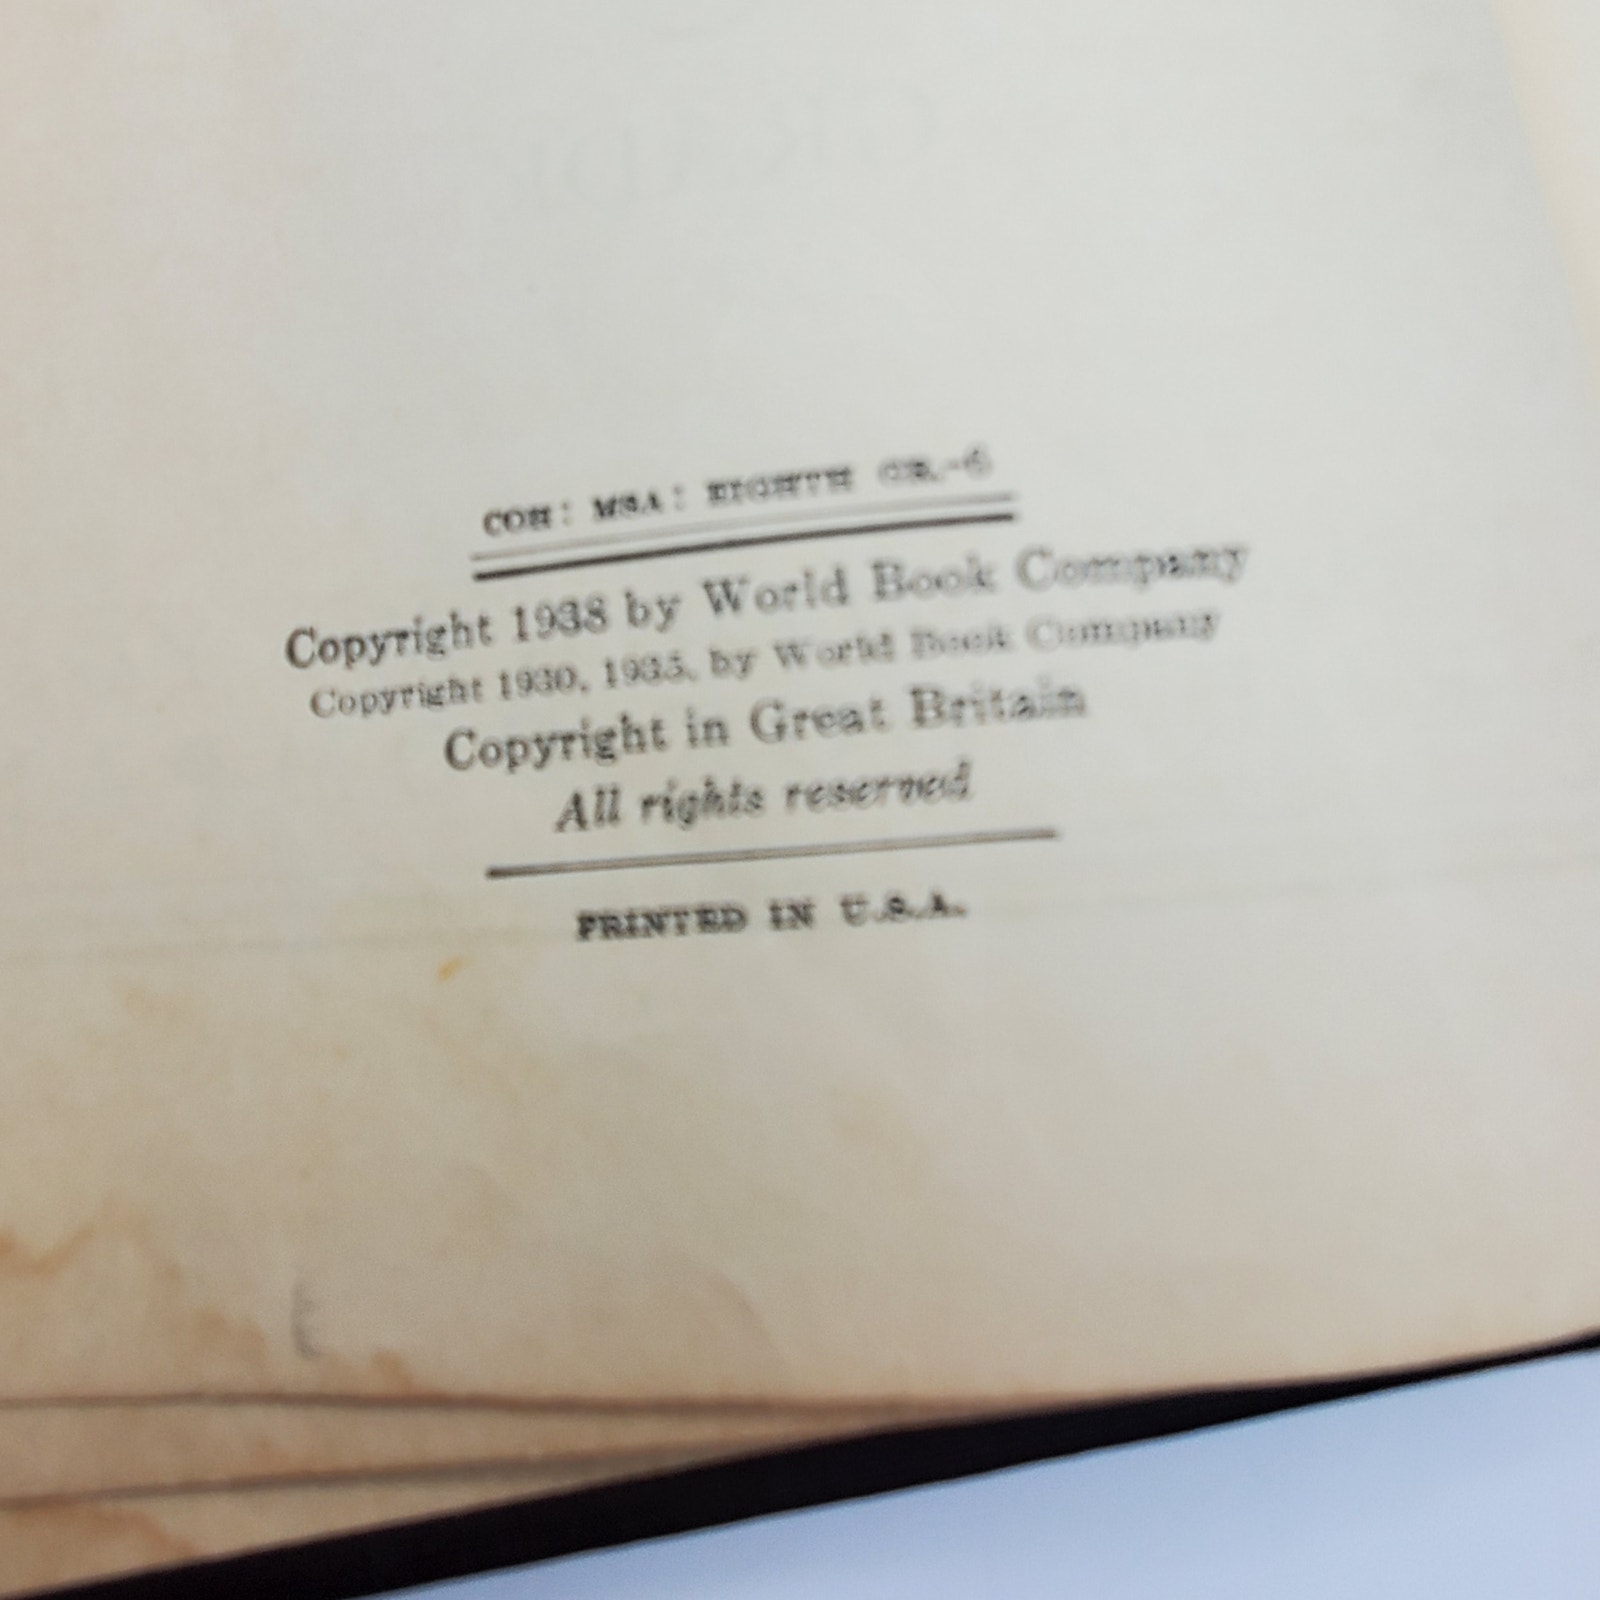 COH: MSA: EIGHTH GR.-6
Copyright 1938 by World Book Company
Copyright 1930, 1935, by World Book Company
Copyright in Great Britain
All rights reserved
PRINTED IN U.S.A.